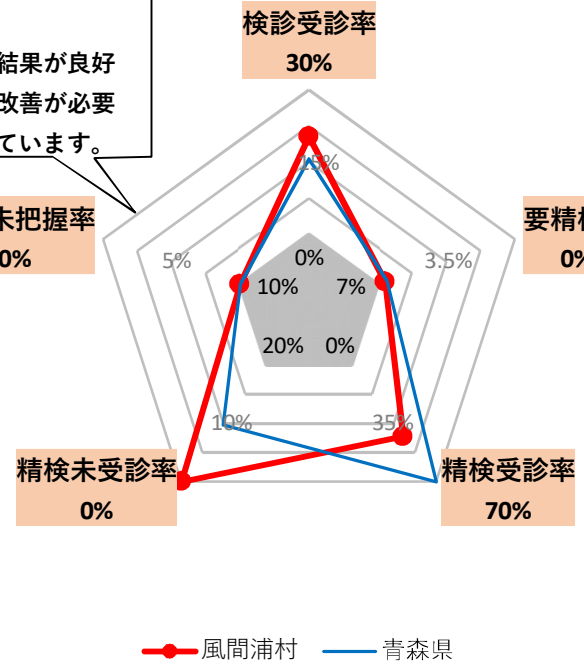 検診受診率
30%
結果が良好
改善が必要
ています。
15%
未把握率
0%
要精検
0%
5%
3.5%
0%
10%
7%
20%
0%
10%
35%
精検未受診率
0%
精検受診率
70%
風間浦村
青森県